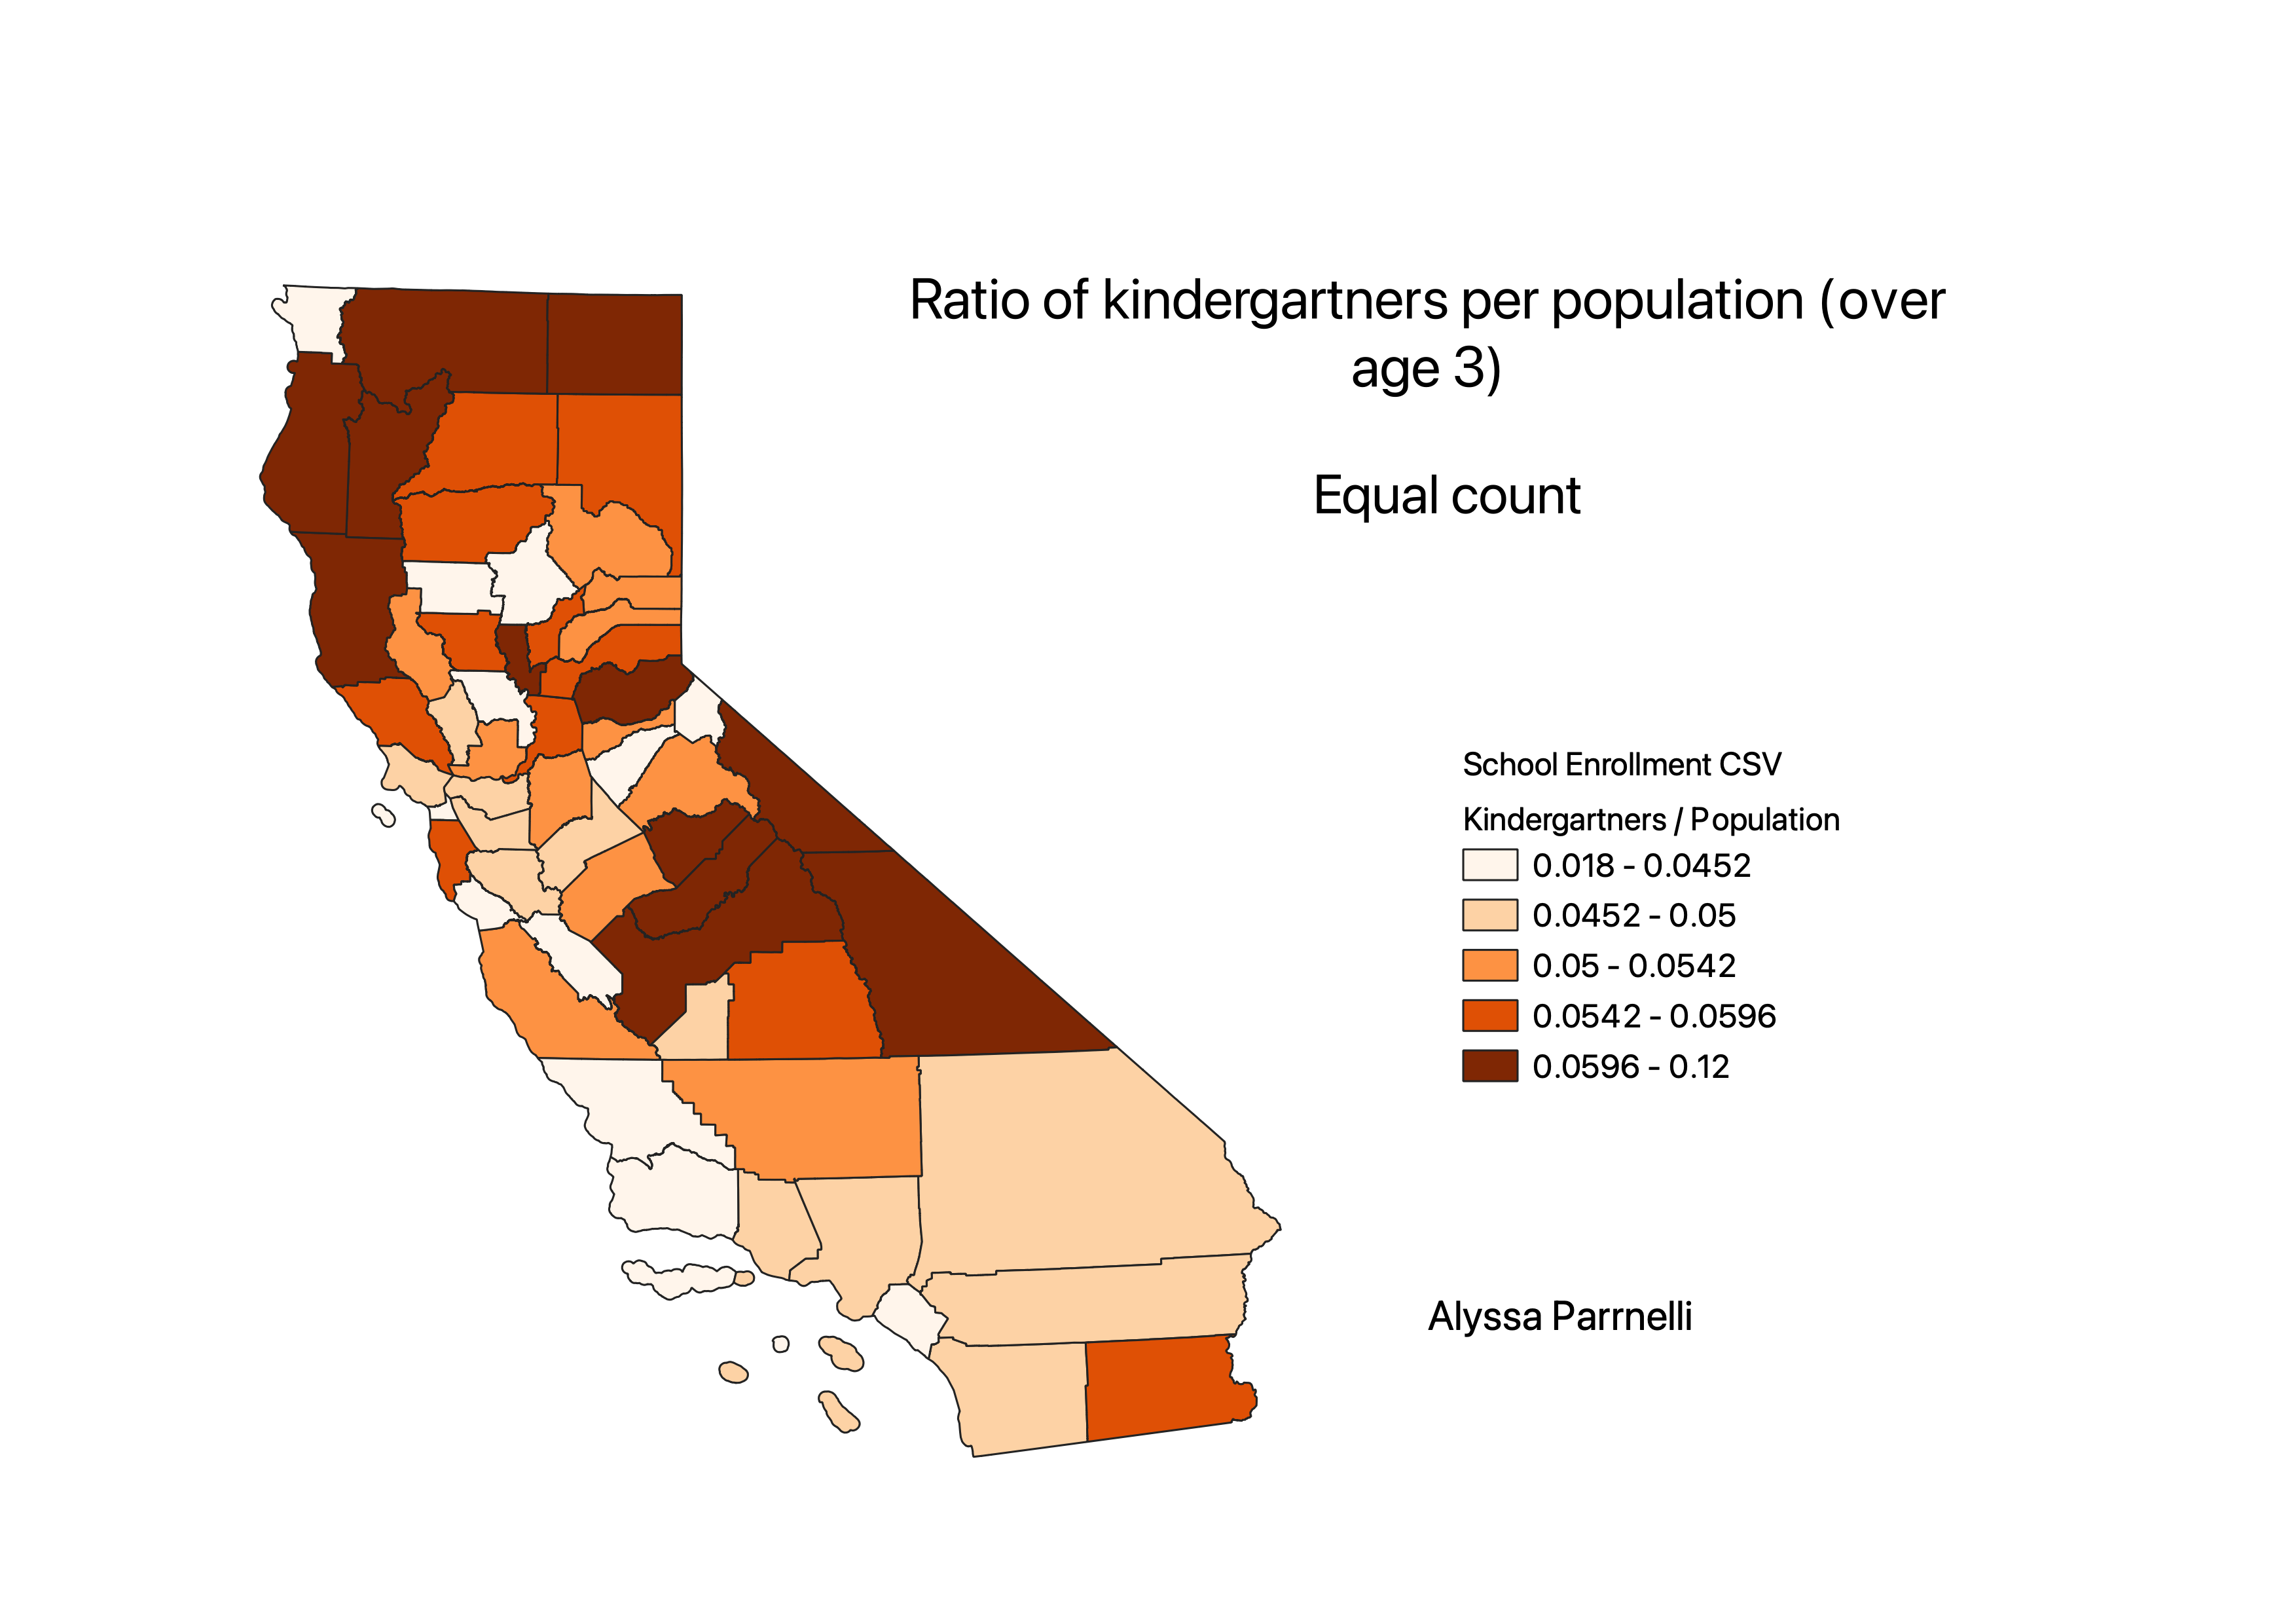 Ratio of kindergartners per population (over
age 3)
Equal count
School Enrollment CSV
Kindergartners / Population
0.018 - 0.0452
0.0452 - 0.05
0.05 - 0.0542
0.0542 - 0.0596
0.0596 - 0.12
Alyssa Parrnelli